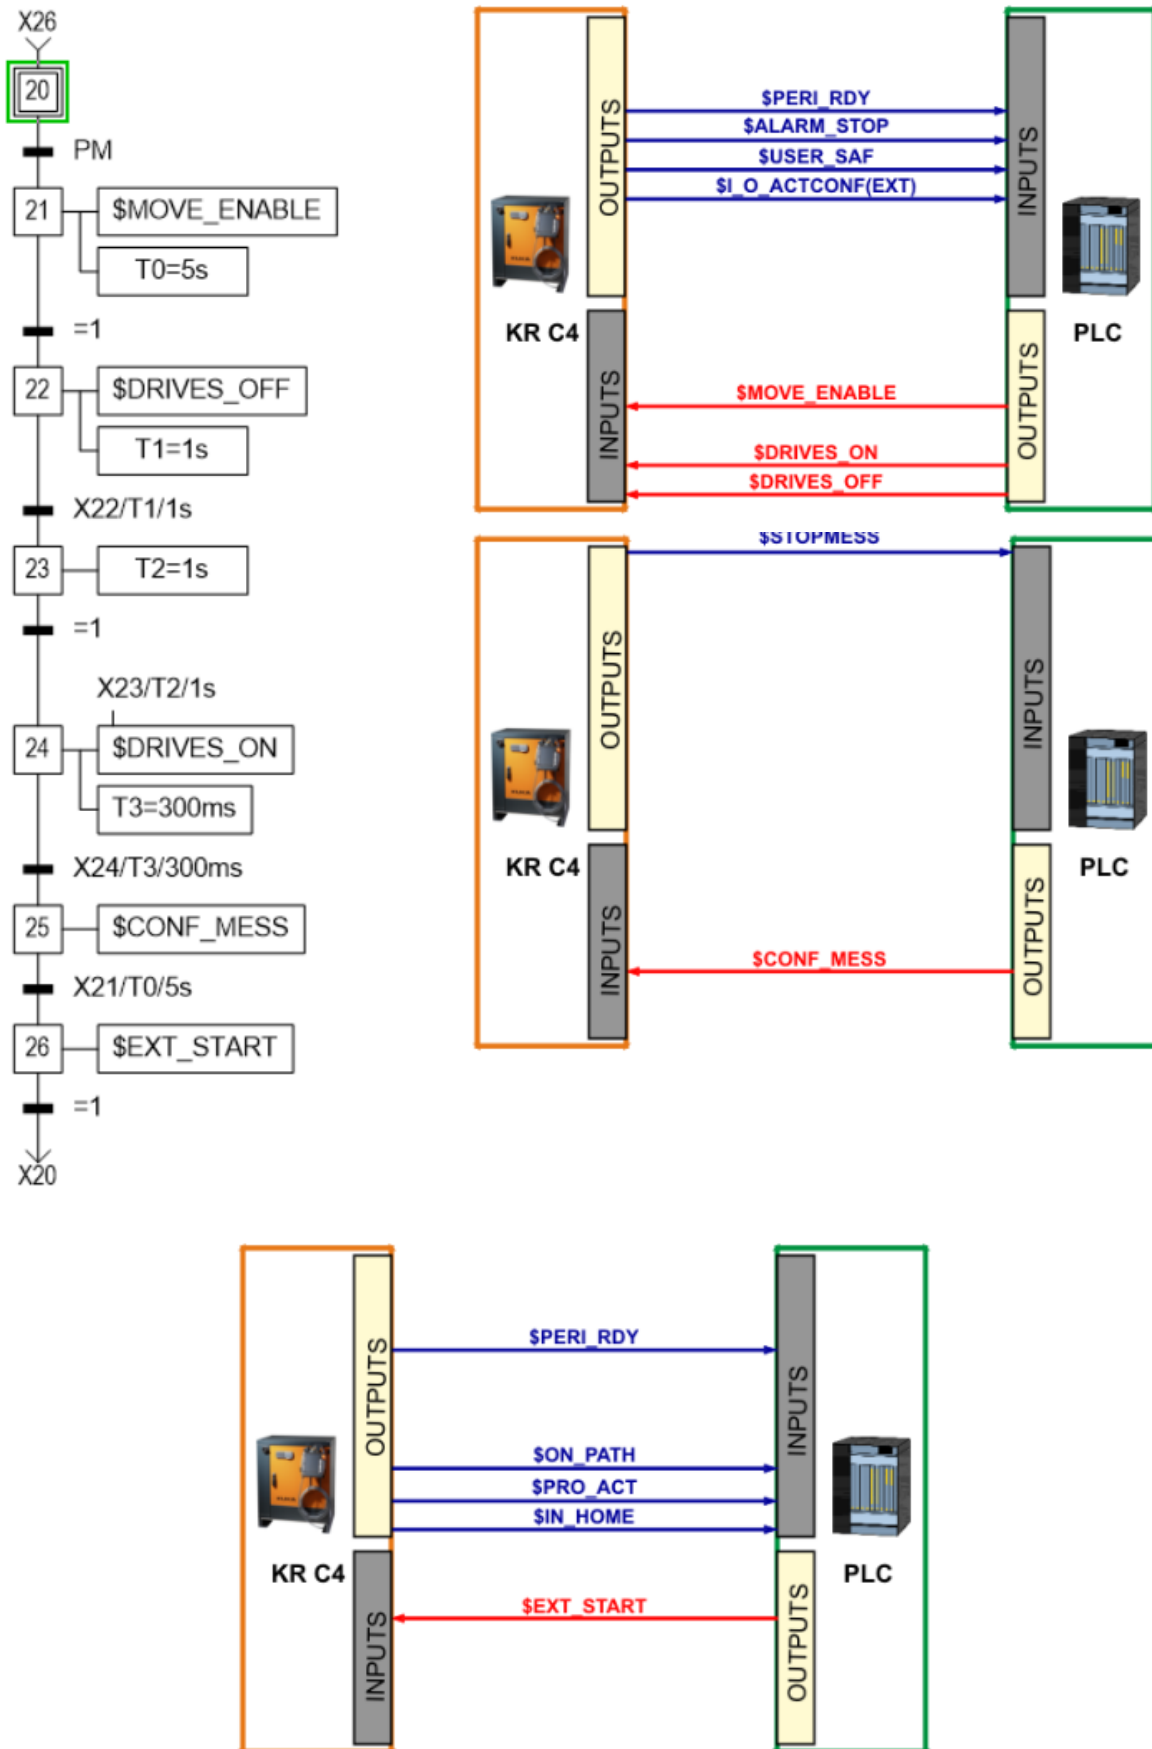 X26
20
PM
21
$MOVE_ENABLE
T0=5s
=1
22
$DRIVES_OFF
T1=1s
X22/T1/1s
23
T2=1s
=1
X23/T2/1s
24
$DRIVES_ON
T3=300ms
X24/T3/300ms
25
$CONF_MESS
X21/T0/5s
26
$EXT_START
=1
X20
OUTPUTS
$PERI_RDY
$ALARM_STOP
$USER_SAF
$I_O_ACTCONF(EXT)
INPUTS
KR C4
PLC
INPUTS
$MOVE_ENABLE
$DRIVES_ON
$DRIVES_OFF
OUTPUTS
$STOPMESS
OUTPUTS
INPUTS
KR C4
PLC
INPUTS
$CONF_MESS
OUTPUTS
OUTPUTS
$PERI_RDY
$ON_PATH
$PRO_ACT
$IN_HOME
INPUTS
KR C4
PLC
INPUTS
$EXT_START
OUTPUTS